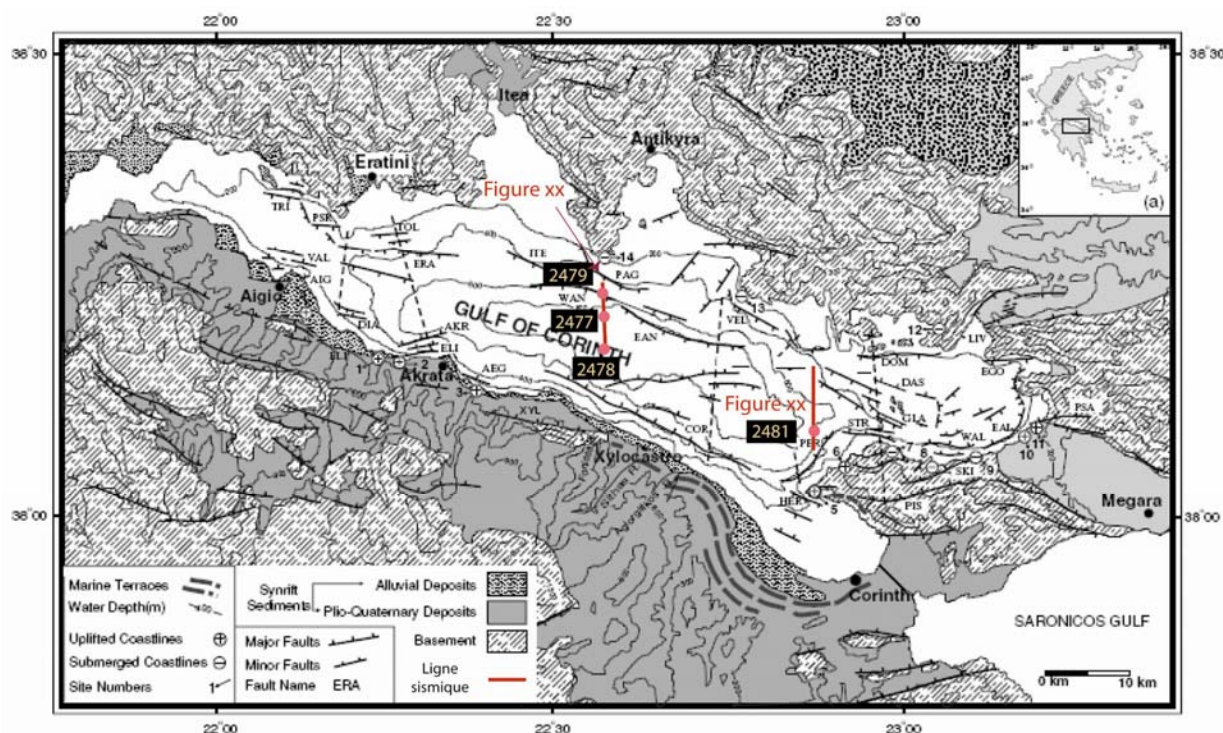 22°00'
22°30'
23°00'
38°30'
38°30'
Itea
Antikyra
GREECE
(a)
Eratini
Figure xx
TRI
PSR
TOL
14
ITE
VAL
ERA
2479
PAG
AIG
WAN
Aigio
13
GULF OF CORINTH
2477
VEL
12
LIV
DIA
AKR
EAN
ELI
DOM
EGO
ELI
1
2
Akrata
2478
DAS
AEG
3
Figure xx
GLA
PSA
XYL
COR
2481
STR
EAL
PER
WAL
11
Xylocastro
6
8
10
SKI
9
Megara
HER
5
PIS
38°00'
38°00'
Corinth
SARONICOS GULF
Marine Terraces
Water Depth(m)
Uplifted Coastlines
Submerged Coastlines
Site Numbers 1
Synrift Sediments
Alluvial Deposits
Plio-Quaternary Deposits
Major Faults
Minor Faults
Fault Name ERA
Basement
Ligne sismique
0 km 10 km
22°00'
22°30'
23°00'